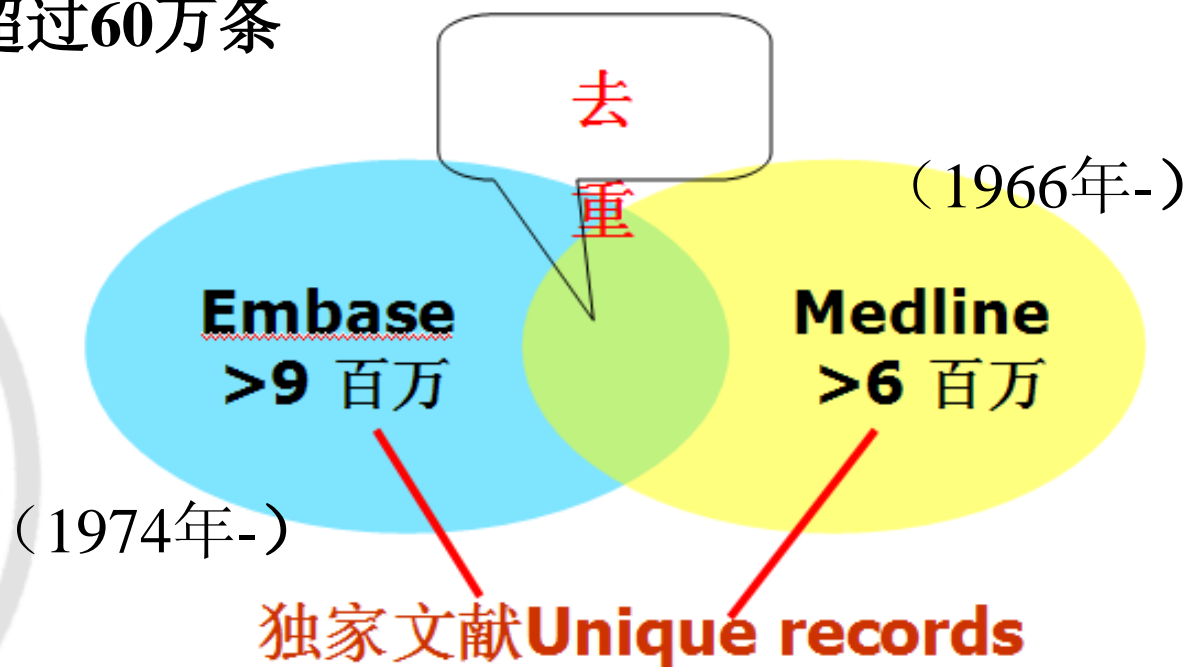 超过60万条
去
重
（1966年-）
Embase
>9 百万
Medline
>6 百万
（1974年-）
独家文献Unique records